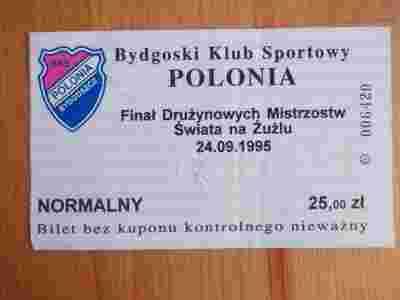 BKS
POLONIA
BYDGOSZCZ
Bydgoski Klub Sportowy
POLONIA
Finał Drużynowych Mistrzostw
Świata na Żużlu
24.09.1995
006420
NORMALNY 25,00 zł
Bilet bez kuponu kontrolnego nieważny